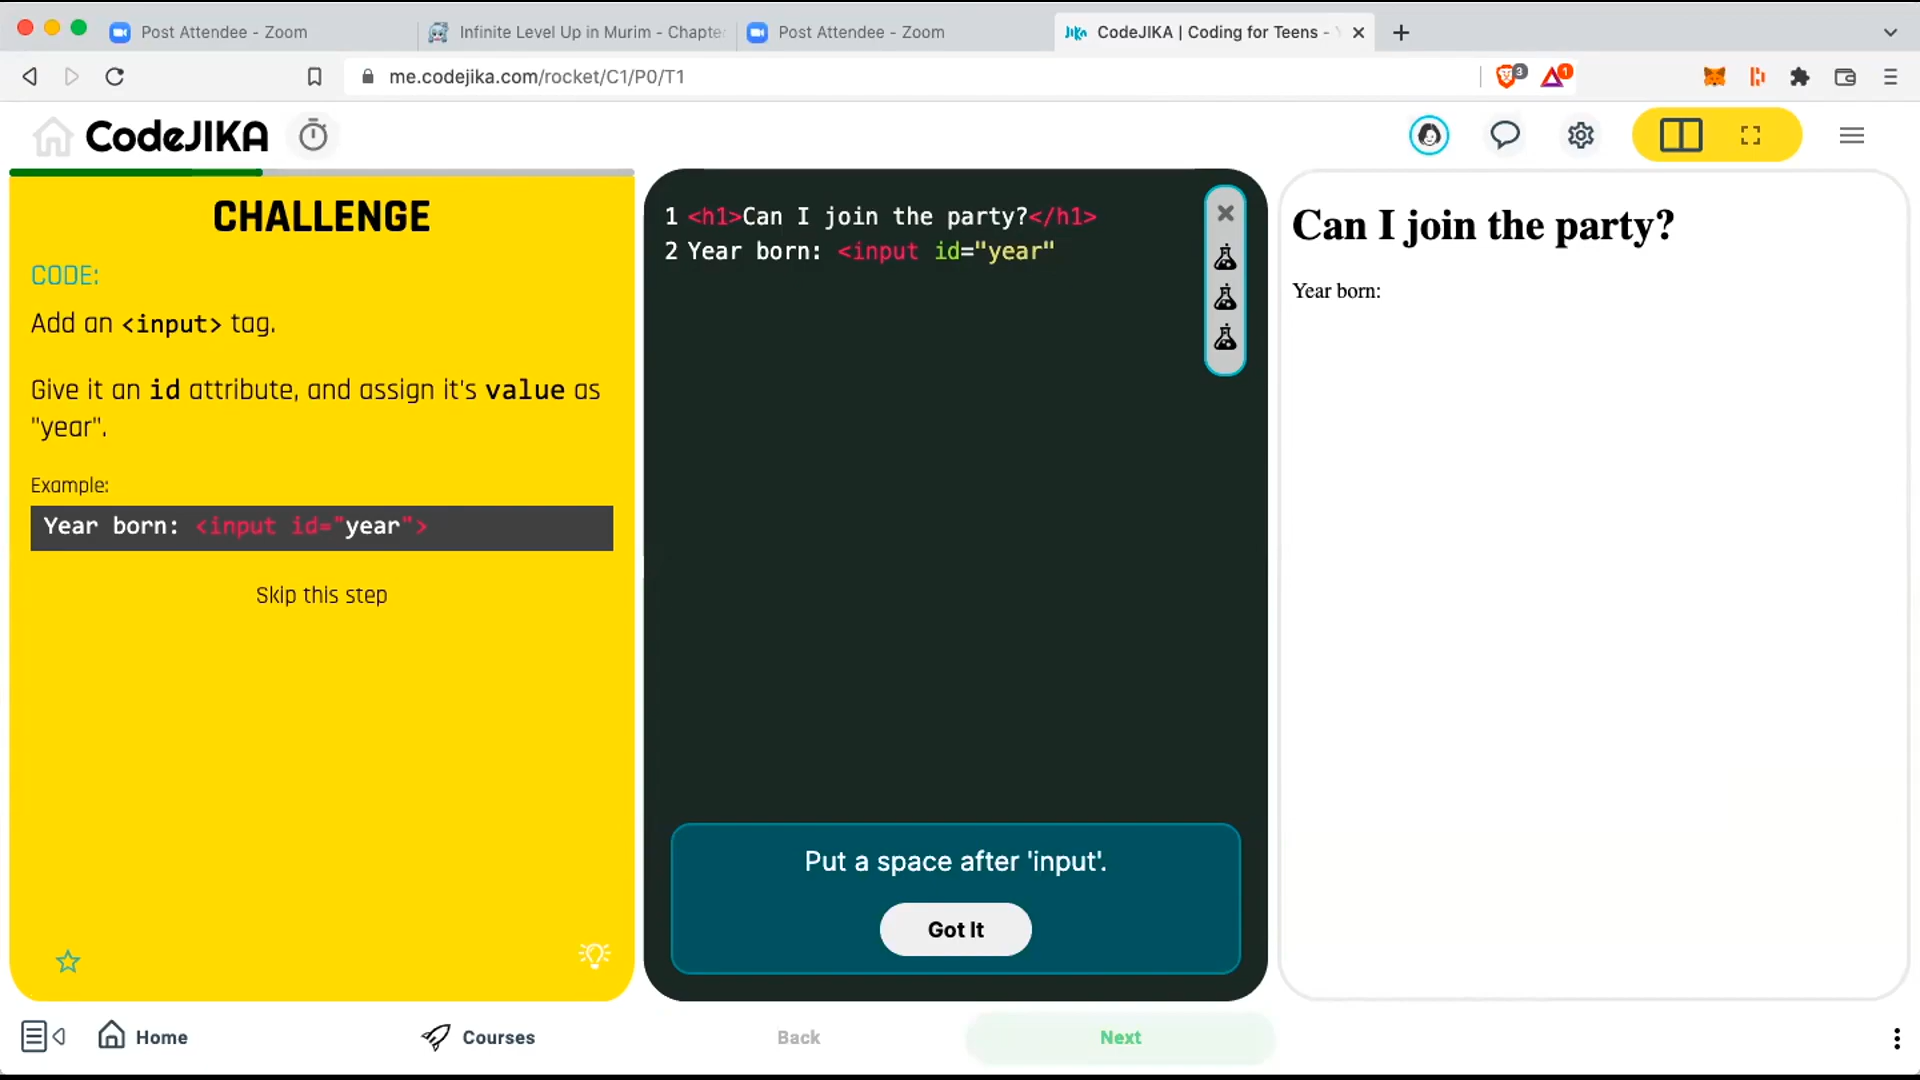 Post Attendee - Zoom
Infinite Level Up in Murim - Chapte
Post Attendee - Zoom
JIKA CodeJIKA | Coding for Teens -
me.codejika.com/rocket/C1/P0/T1
3
1
CodeJIKA
CHALLENGE
CODE:
Add an <input> tag.
Give it an id attribute, and assign it's value as
"year".
Example:
Year born: <input id="year">
Skip this step
1 <h1>Can I join the party?</h1>
2 Year born: <input id="year"
Put a space after 'input'.
Got It
Can I join the party?
Year born:
Home
Courses
Back
Next